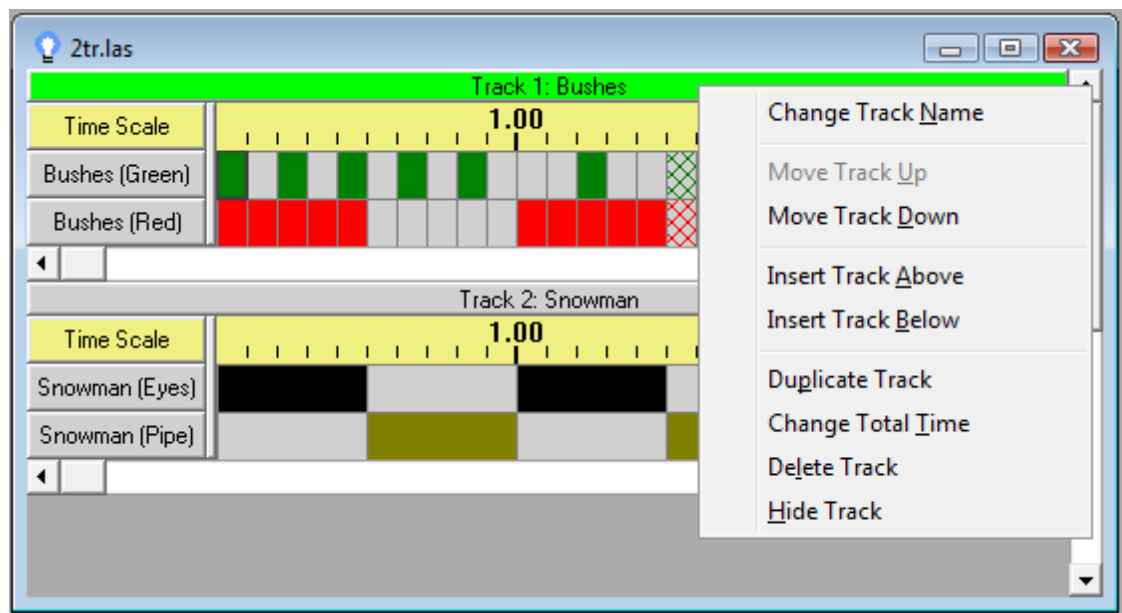 2tr.las
Track 1: Bushes
Time Scale
1.00
Bushes (Green)
Bushes (Red)
Track 2: Snowman
Time Scale
1.00
Snowman (Eyes)
Snowman (Pipe)
Change Track Name
Move Track Up
Move Track Down
Insert Track Above
Insert Track Below
Duplicate Track
Change Total Time
Delete Track
Hide Track